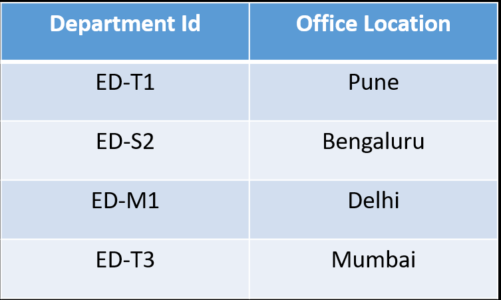 Department Id Office Location
ED-T1 Pune
ED-S2 Bengaluru
ED-M1 Delhi
ED-T3 Mumbai